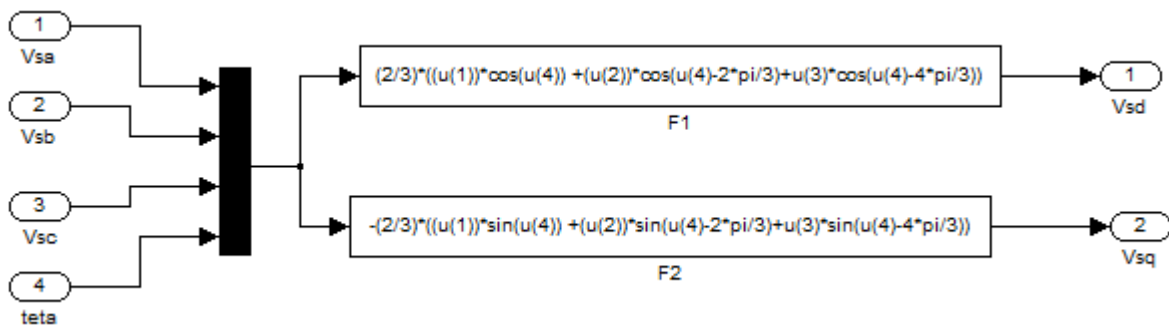 1
Vsa
2
Vsb
3
Vsc
4
teta
(2/3)*((u(1))*cos(u(4)) +(u(2))*cos(u(4)-2*pi/3)+u(3)*cos(u(4)-4*pi/3))
F1
-(2/3)*((u(1))*sin(u(4)) +(u(2))*sin(u(4)-2*pi/3)+u(3)*sin(u(4)-4*pi/3))
F2
1
Vsd
2
Vsq